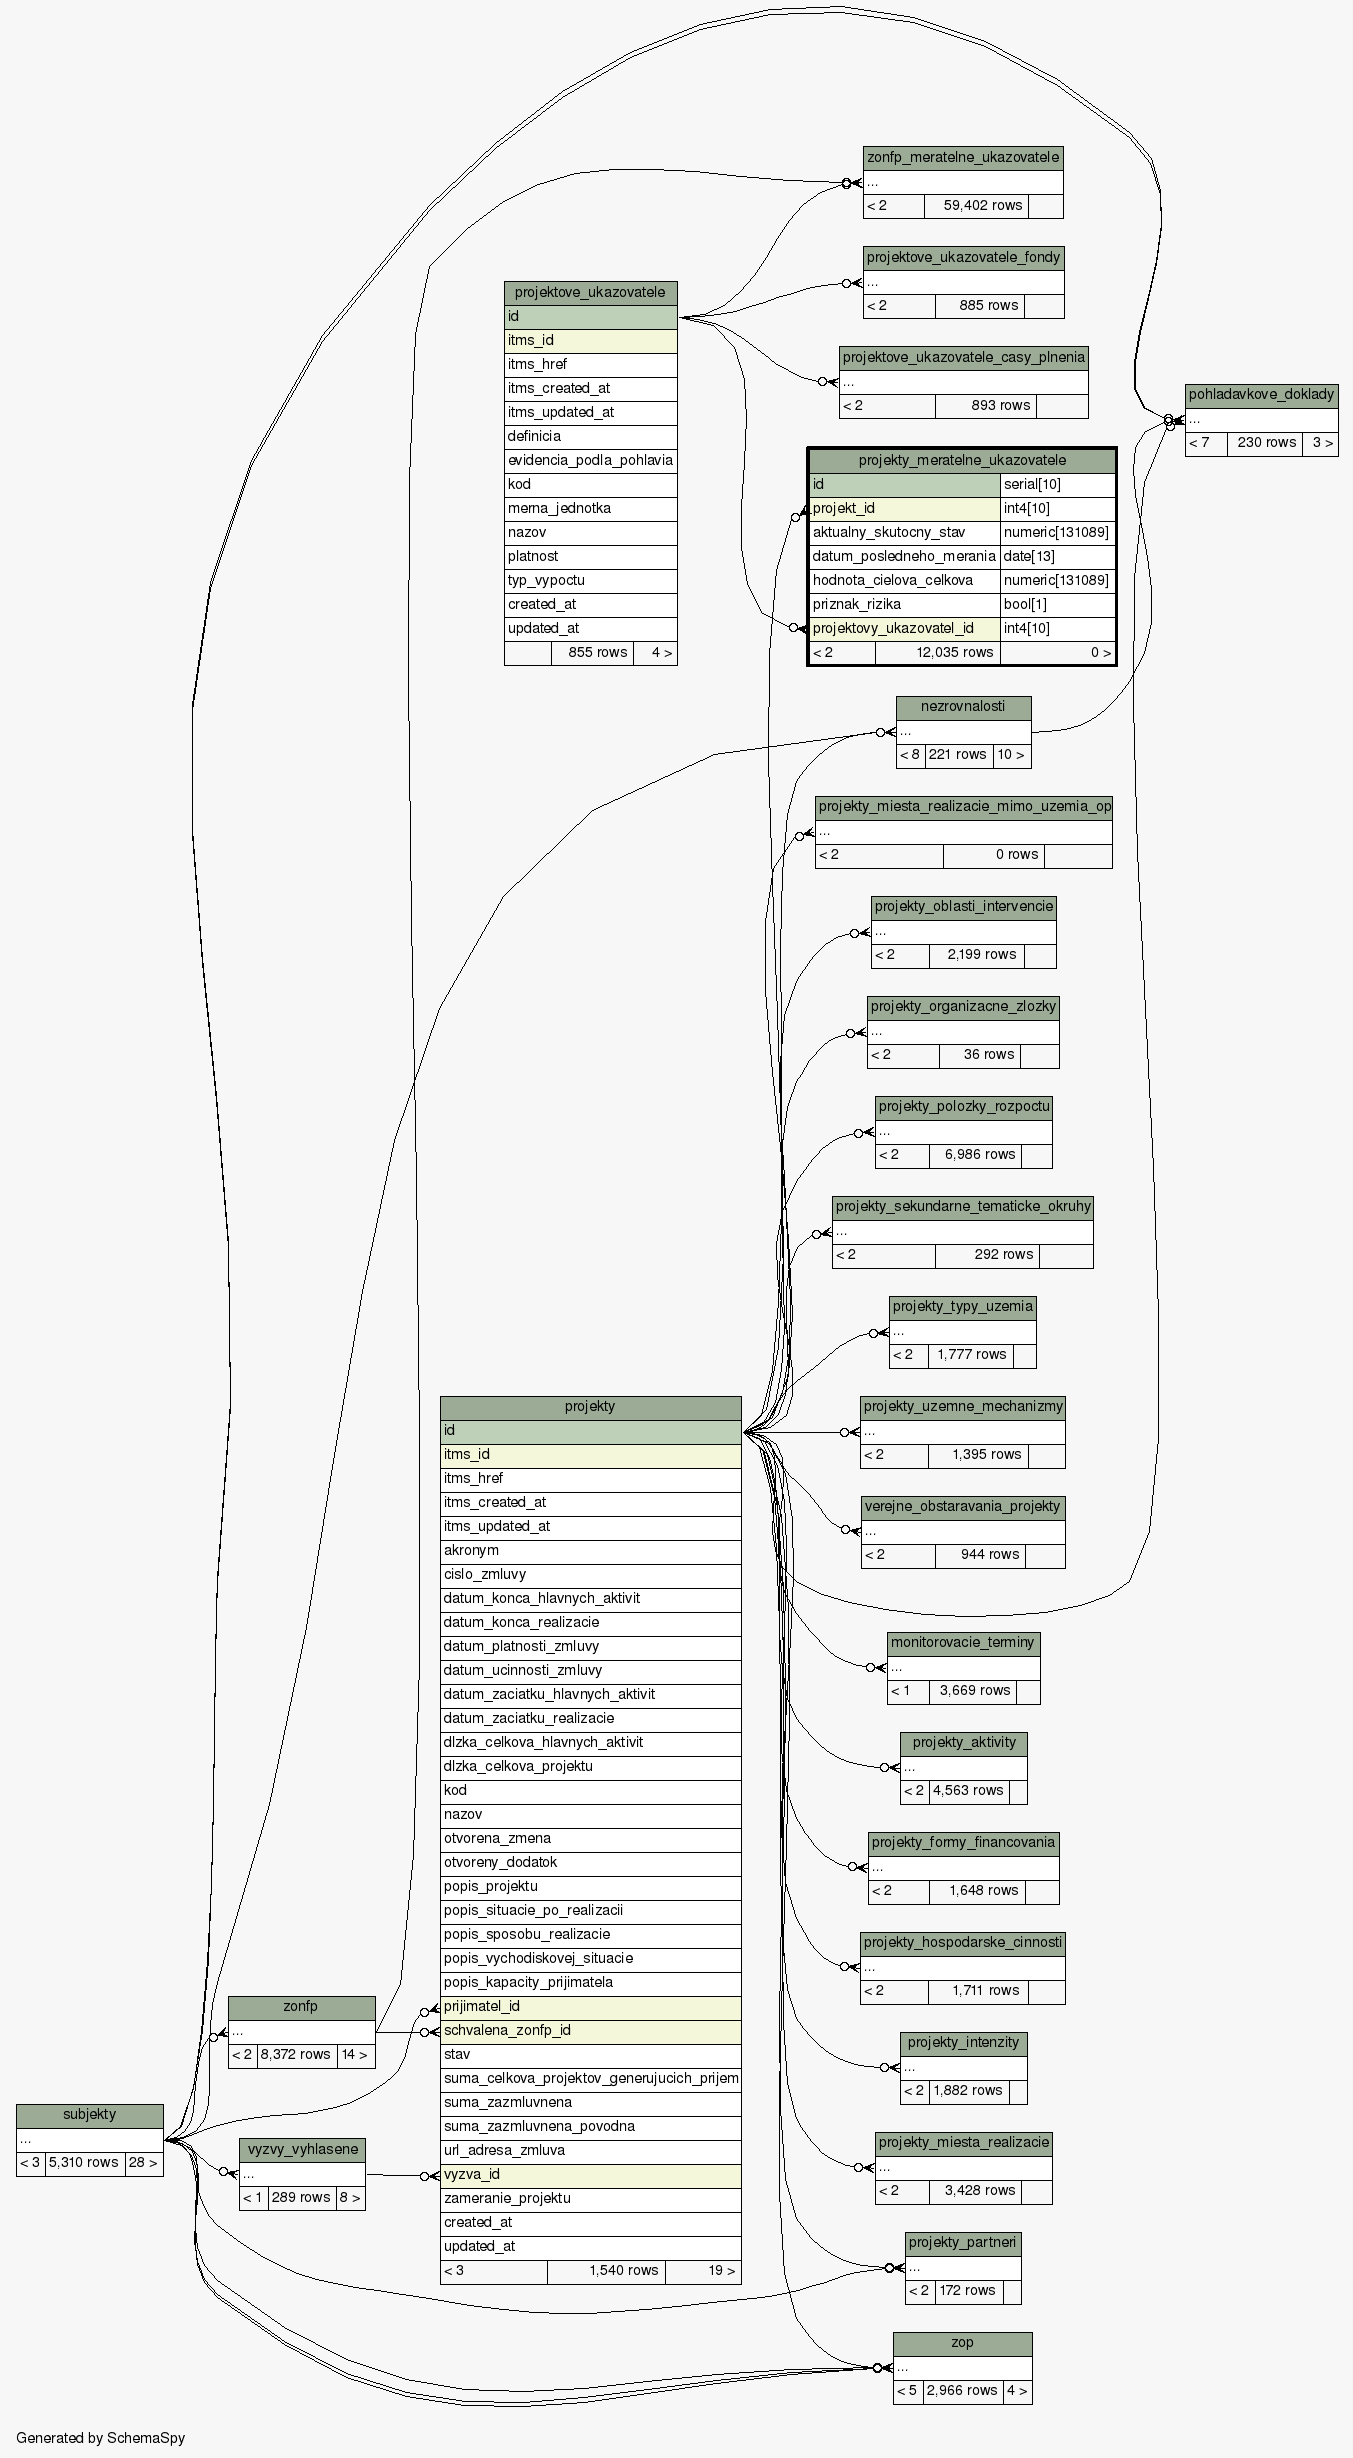 zonfp_meratelne_ukazovatele
...
< 2 59,402 rows
projektove_ukazovatele_fondy
...
< 2 885 rows
projektove_ukazovatele
id
itms_id
itms_href
itms_created_at
itms_updated_at
definicia
evidencia_podla_pohlavia
kod
merna_jednotka
nazov
platnost
typ_vypoctu
created_at
updated_at
855 rows 4 >
projektove_ukazovatele_casy_plnenia
...
< 2 893 rows
pohladavkove_doklady
...
< 7 230 rows 3 >
projekty_meratelne_ukazovatele
id serial[10]
projekt_id int4[10]
aktualny_skutocny_stav numeric[131089]
datum_posledneho_merania date[13]
hodnota_cielova_celkova numeric[131089]
priznak_rizika bool[1]
projektovy_ukazovatel_id int4[10]
< 2 12,035 rows 0 >
nezrovnalosti
...
< 8 221 rows 10 >
projekty_miesta_realizacie_mimo_uzemia_op
...
< 2 0 rows
projekty_oblasti_intervencie
...
< 2 2,199 rows
projekty_organizacne_zlozky
...
< 2 36 rows
projekty_polozky_rozpoctu
...
< 2 6,986 rows
projekty_sekundarne_tematicke_okruhy
...
< 2 292 rows
projekty_typy_uzemia
...
< 2 1,777 rows
projekty_uzemne_mechanizmy
...
< 2 1,395 rows
verejne_obstaravania_projekty
...
< 2 944 rows
projekty
id
itms_id
itms_href
itms_created_at
itms_updated_at
akronym
cislo_zmluvy
datum_konca_hlavnych_aktivit
datum_konca_realizacie
datum_platnosti_zmluvy
datum_ucinnosti_zmluvy
datum_zaciatku_hlavnych_aktivit
datum_zaciatku_realizacie
dlzka_celkova_hlavnych_aktivit
dlzka_celkova_projektu
kod
nazov
otvorena_zmena
otvoreny_dodatok
popis_projektu
popis_situacie_po_realizacii
popis_sposobu_realizacie
popis_vychodiskovej_situacie
popis_kapacity_prijimatela
prijimatel_id
schvalena_zonfp_id
stav
suma_celkova_projektov_generujucich_prijem
suma_zazmluvnena
suma_zazmluvnena_povodna
url_adresa_zmluva
vyzva_id
zameranie_projektu
created_at
updated_at
< 3 1,540 rows 19 >
monitorovacie_terminy
...
< 1 3,669 rows
projekty_aktivity
...
< 2 4,563 rows
projekty_formy_financovania
...
< 2 1,648 rows
projekty_hospodarske_cinnosti
...
< 2 1,711 rows
zonfp
...
< 2 8,372 rows 14 >
projekty_intenzity
...
< 2 1,882 rows
subjekty
...
< 3 5,310 rows 28 >
vyzvy_vyhlasene
...
< 1 289 rows 8 >
projekty_miesta_realizacie
...
< 2 3,428 rows
projekty_partneri
...
< 2 172 rows
zop
...
< 5 2,966 rows 4 >
Generated by SchemaSpy